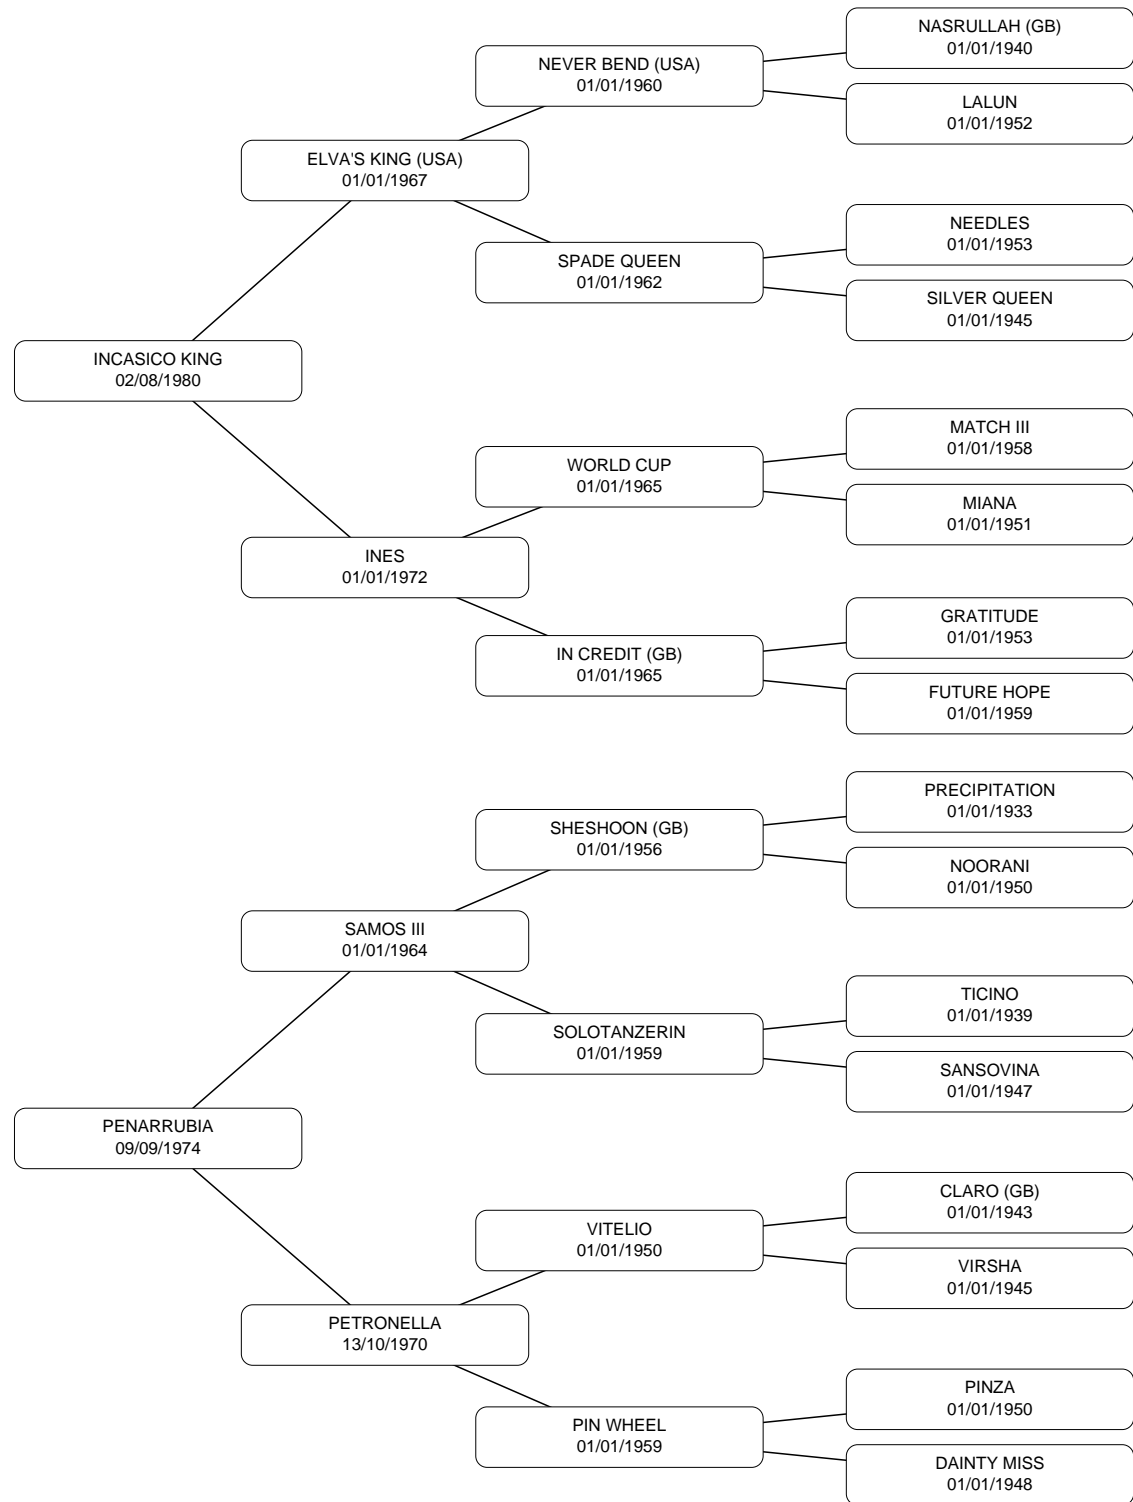 NASRULLAH (GB)
01/01/1940
NEVER BEND (USA)
01/01/1960
LALUN
01/01/1952
ELVA'S KING (USA)
01/01/1967
NEEDLES
01/01/1953
SPADE QUEEN
01/01/1962
SILVER QUEEN
01/01/1945
INCASICO KING
02/08/1980
MATCH III
01/01/1958
WORLD CUP
01/01/1965
MIANA
01/01/1951
INES
01/01/1972
GRATITUDE
01/01/1953
IN CREDIT (GB)
01/01/1965
FUTURE HOPE
01/01/1959
PRECIPITATION
01/01/1933
SHESHOON (GB)
01/01/1956
NOORANI
01/01/1950
SAMOS III
01/01/1964
TICINO
01/01/1939
SOLOTANZERIN
01/01/1959
SANSOVINA
01/01/1947
PENARRUBIA
09/09/1974
CLARO (GB)
01/01/1943
VITELIO
01/01/1950
VIRSHA
01/01/1945
PETRONELLA
13/10/1970
PINZA
01/01/1950
PIN WHEEL
01/01/1959
DAINTY MISS
01/01/1948